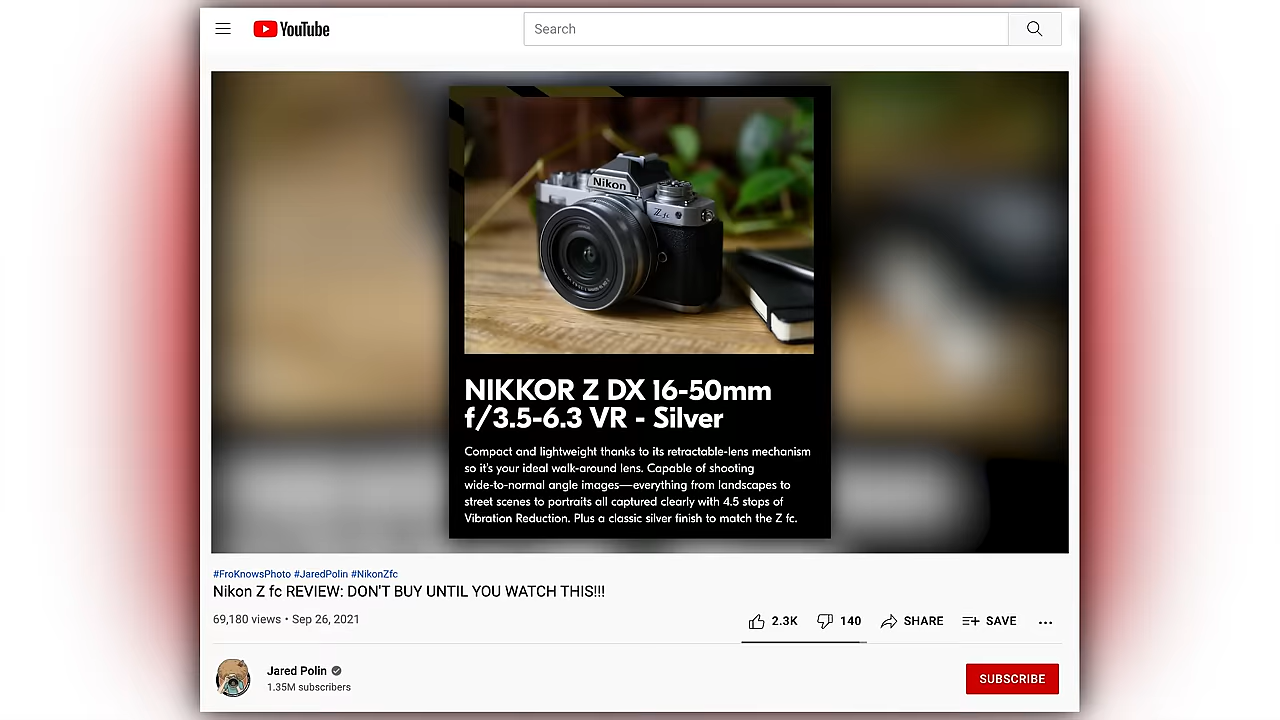 YouTube
Search
Nikon
Z fc
NIKKOR Z DX 16-50mm
f/3.5-6.3 VR - Silver
Compact and lightweight thanks to its retractable-lens mechanism
so it's your ideal walk-around lens. Capable of shooting
wide-to-normal angle images—everything from landscapes to
street scenes to portraits all captured clearly with 4.5 stops of
Vibration Reduction. Plus a classic silver finish to match the Z fc.
#FroKnowsPhoto #JaredPolin #NikonZfc
Nikon Z fc REVIEW: DON'T BUY UNTIL YOU WATCH THIS!!!
69,180 views • Sep 26, 2021
2.3K 140 SHARE SAVE
Jared Polin
1.35M subscribers
SUBSCRIBE